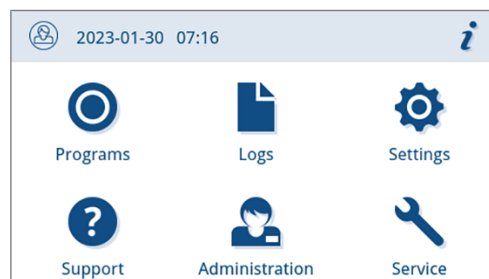 2023-01-30 07:16 i
Programs Logs Settings
?
Support Administration Service